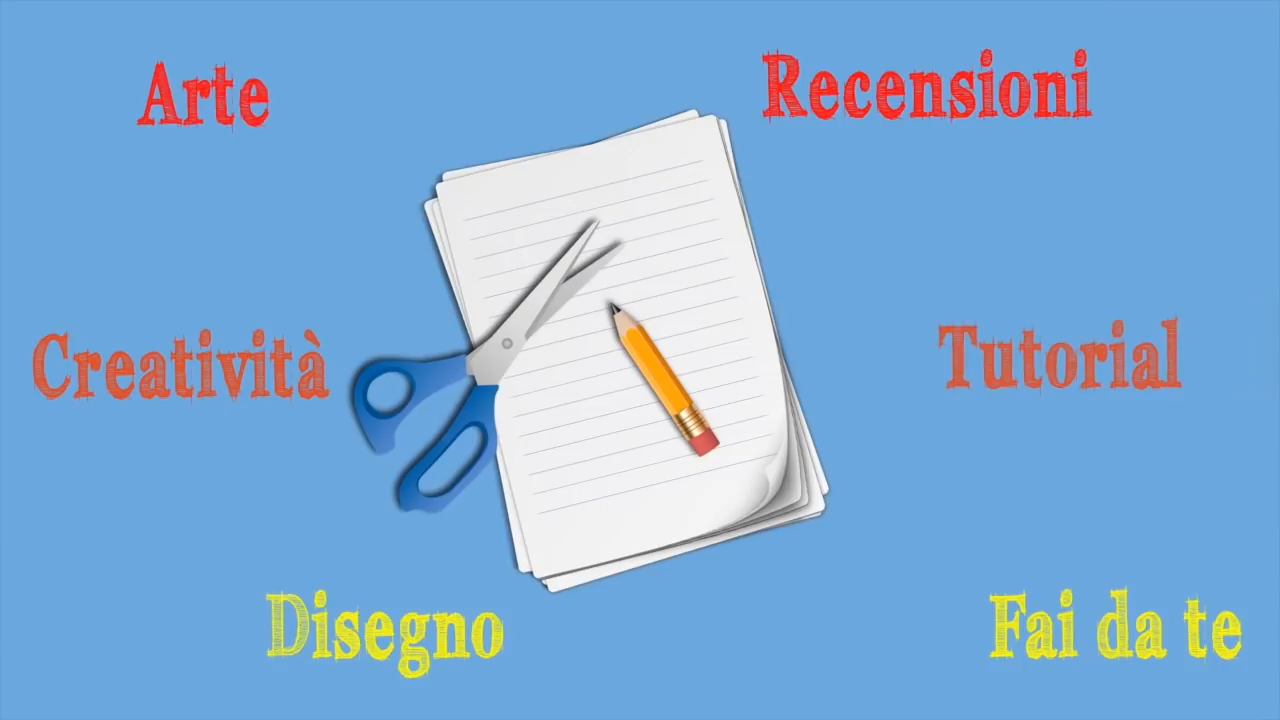 Arte
Recensioni
Creatività
Tutorial
Disegno
Fai da te